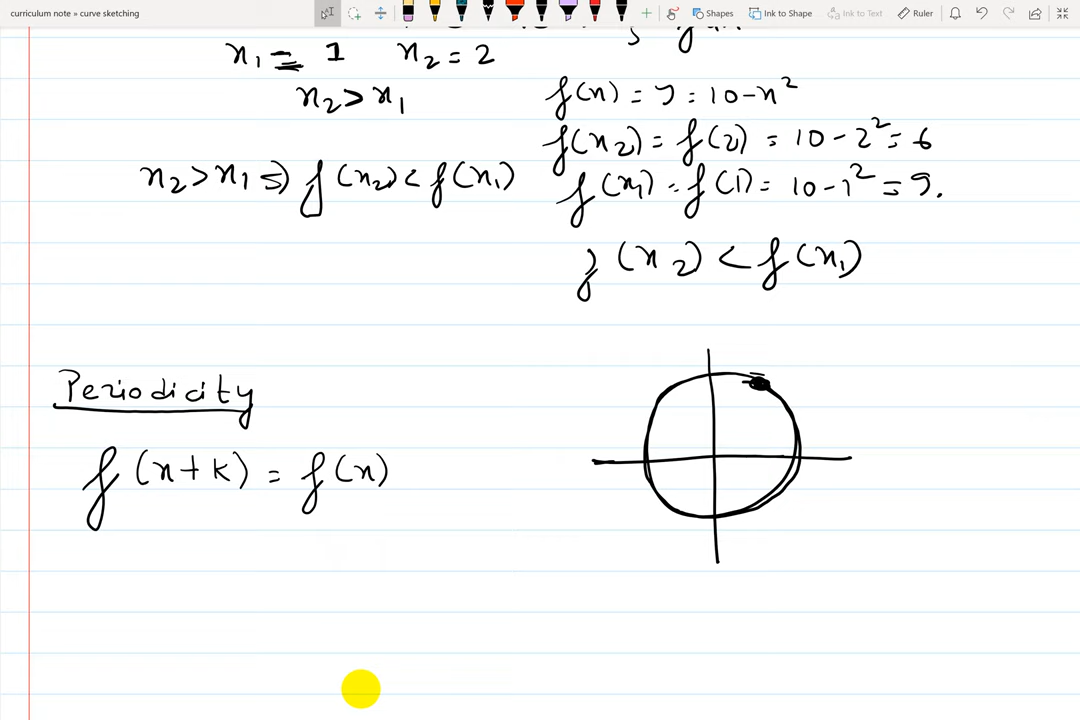 curriculum note » curve sketching
Shapes Ink to Shape Ink to Text Ruler
x₁ = 1 x₂ = 2
x₂ > x₁
f(x) = y = 10 - x²
f(x₂) = f(2) = 10 - 2² = 6
x₂ > x₁ ⇒ f(x₂) < f(x₁)
f(x₁) = f(1) = 10 - 1² = 9.
f(x₂) < f(x₁)
Periodicity
f(x + k) = f(x)